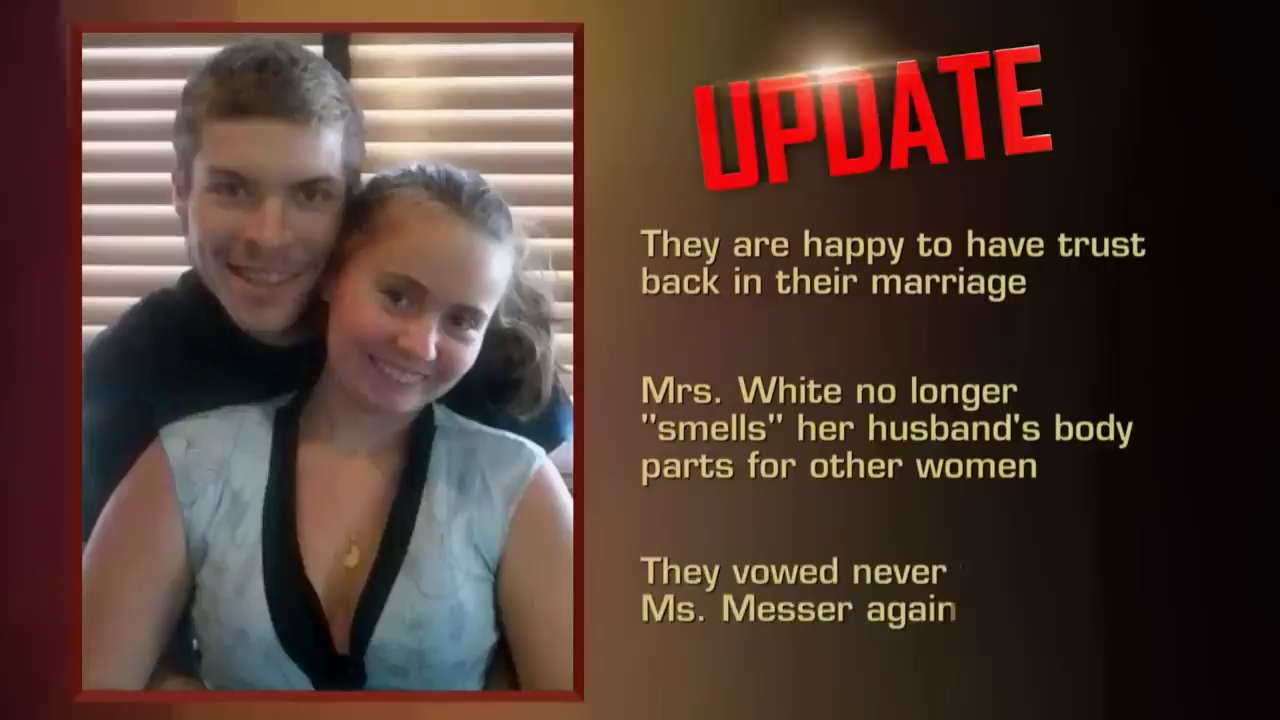 UPDATE
They are happy to have trust
back in their marriage
Mrs. White no longer
"smells" her husband's body
parts for other women
They vowed never
Ms. Messer again